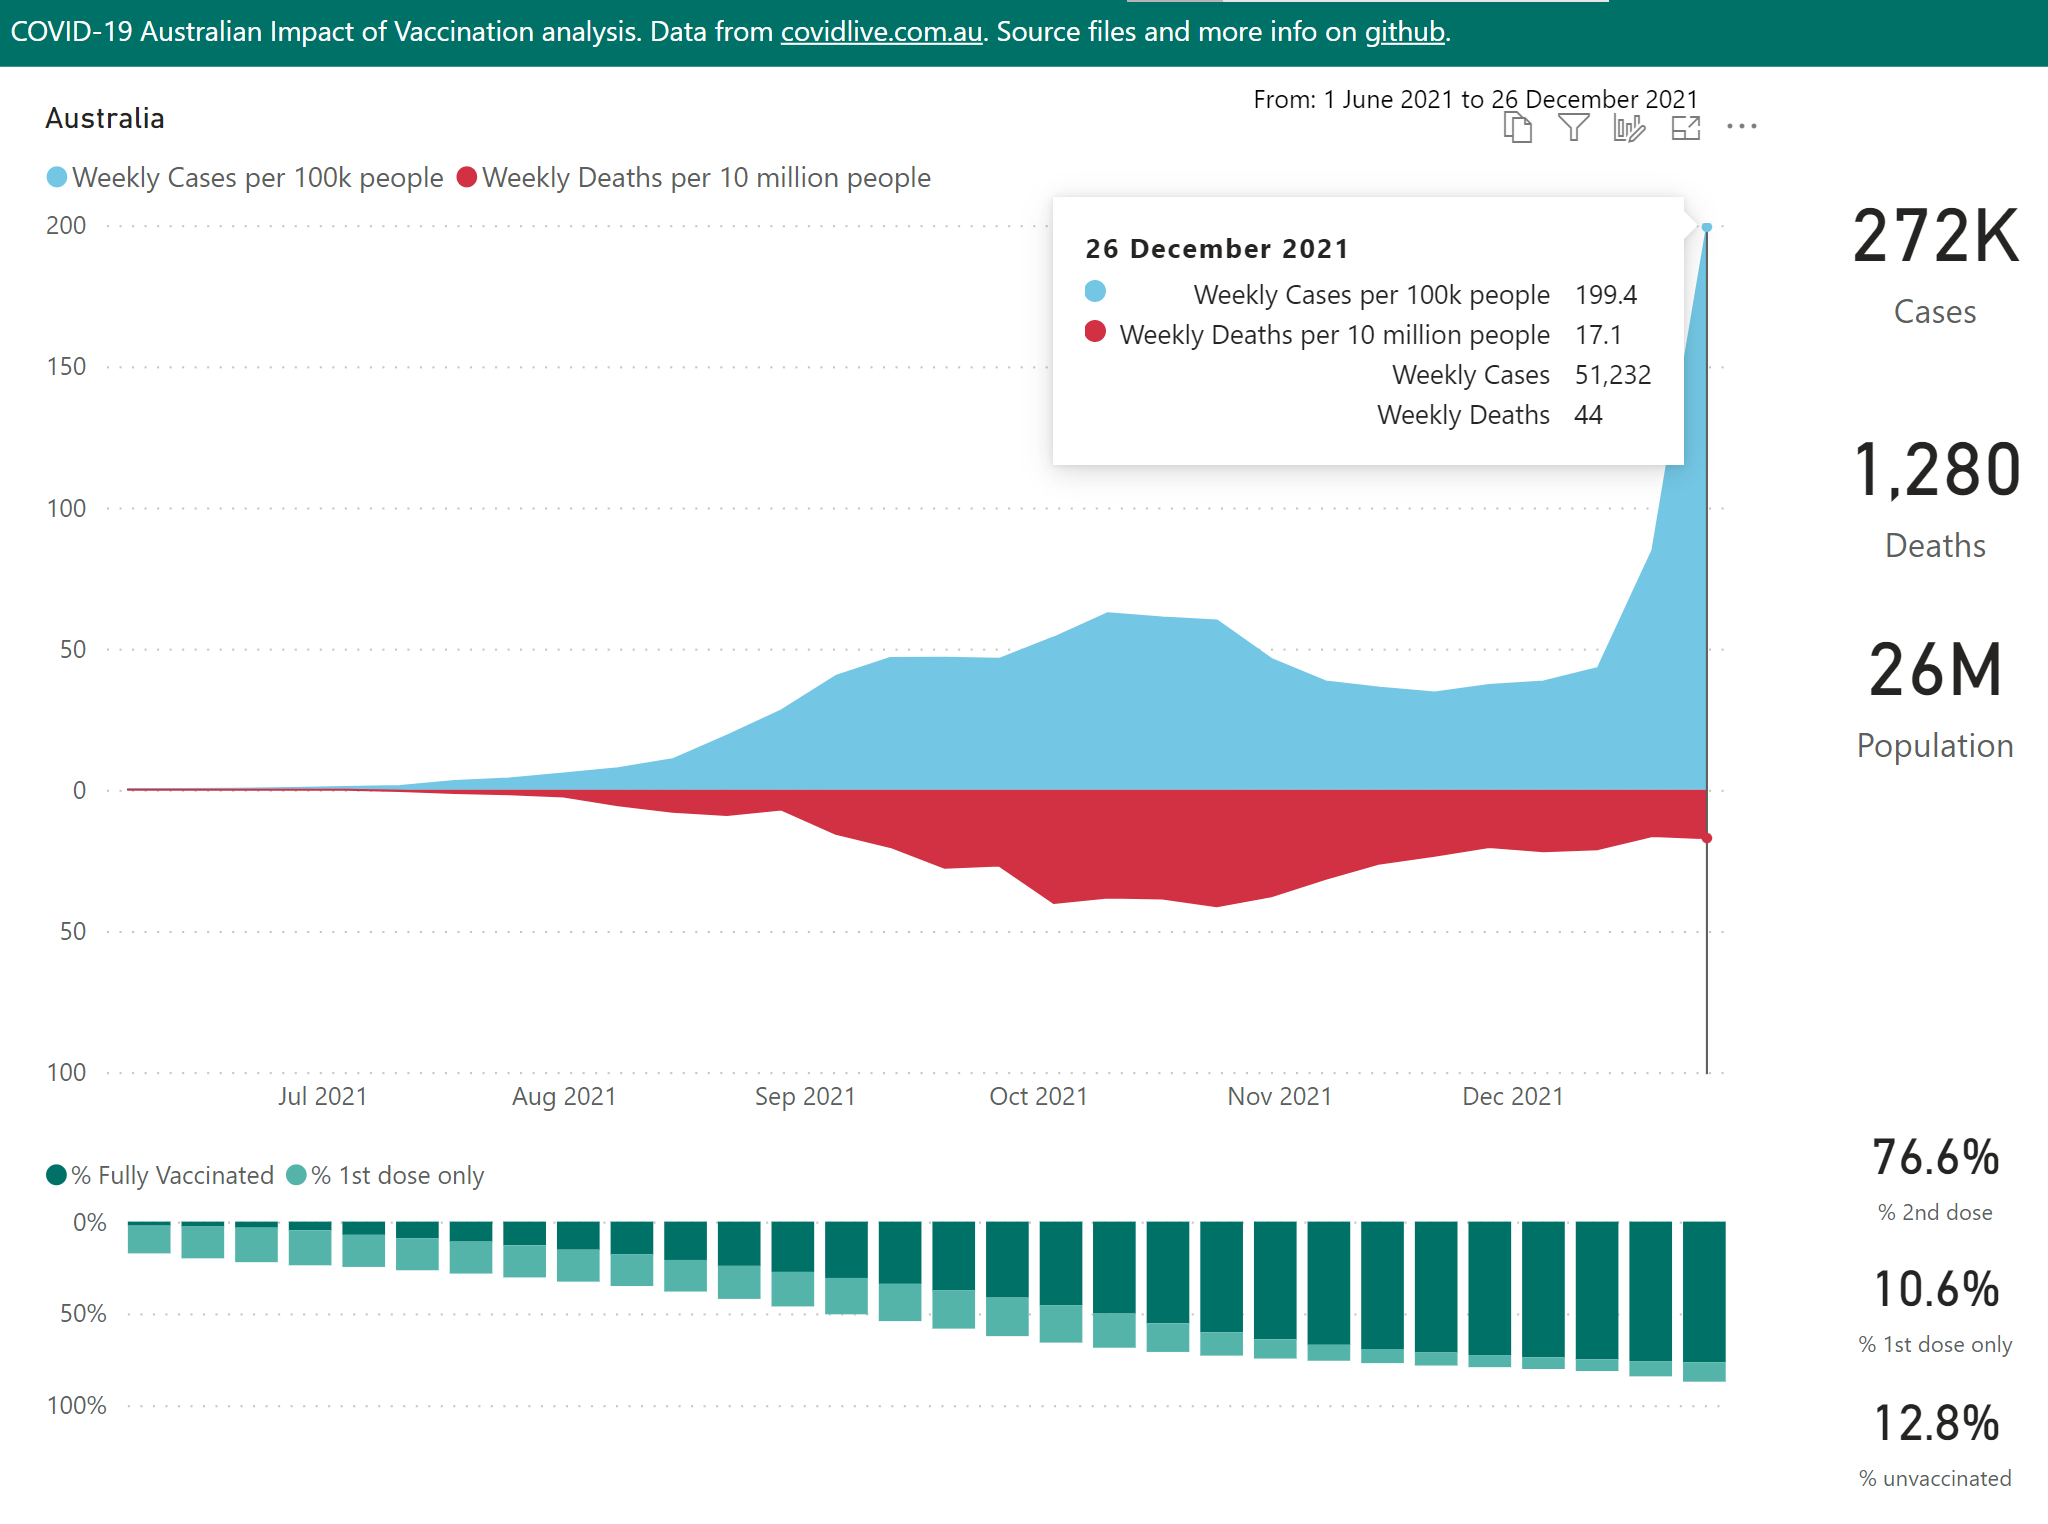 COVID-19 Australian Impact of Vaccination analysis. Data from covidlive.com.au. Source files and more info on github.
From: 1 June 2021 to 26 December 2021
Australia
Weekly Cases per 100k people Weekly Deaths per 10 million people
200
150
100
50
0
50
100
26 December 2021
Weekly Cases per 100k people 199.4
Weekly Deaths per 10 million people 17.1
Weekly Cases 51,232
Weekly Deaths 44
Jul 2021 Aug 2021 Sep 2021 Oct 2021 Nov 2021 Dec 2021
272K
Cases
1,280
Deaths
26M
Population
% Fully Vaccinated % 1st dose only
0%
50%
100%
76.6%
% 2nd dose
10.6%
% 1st dose only
12.8%
% unvaccinated